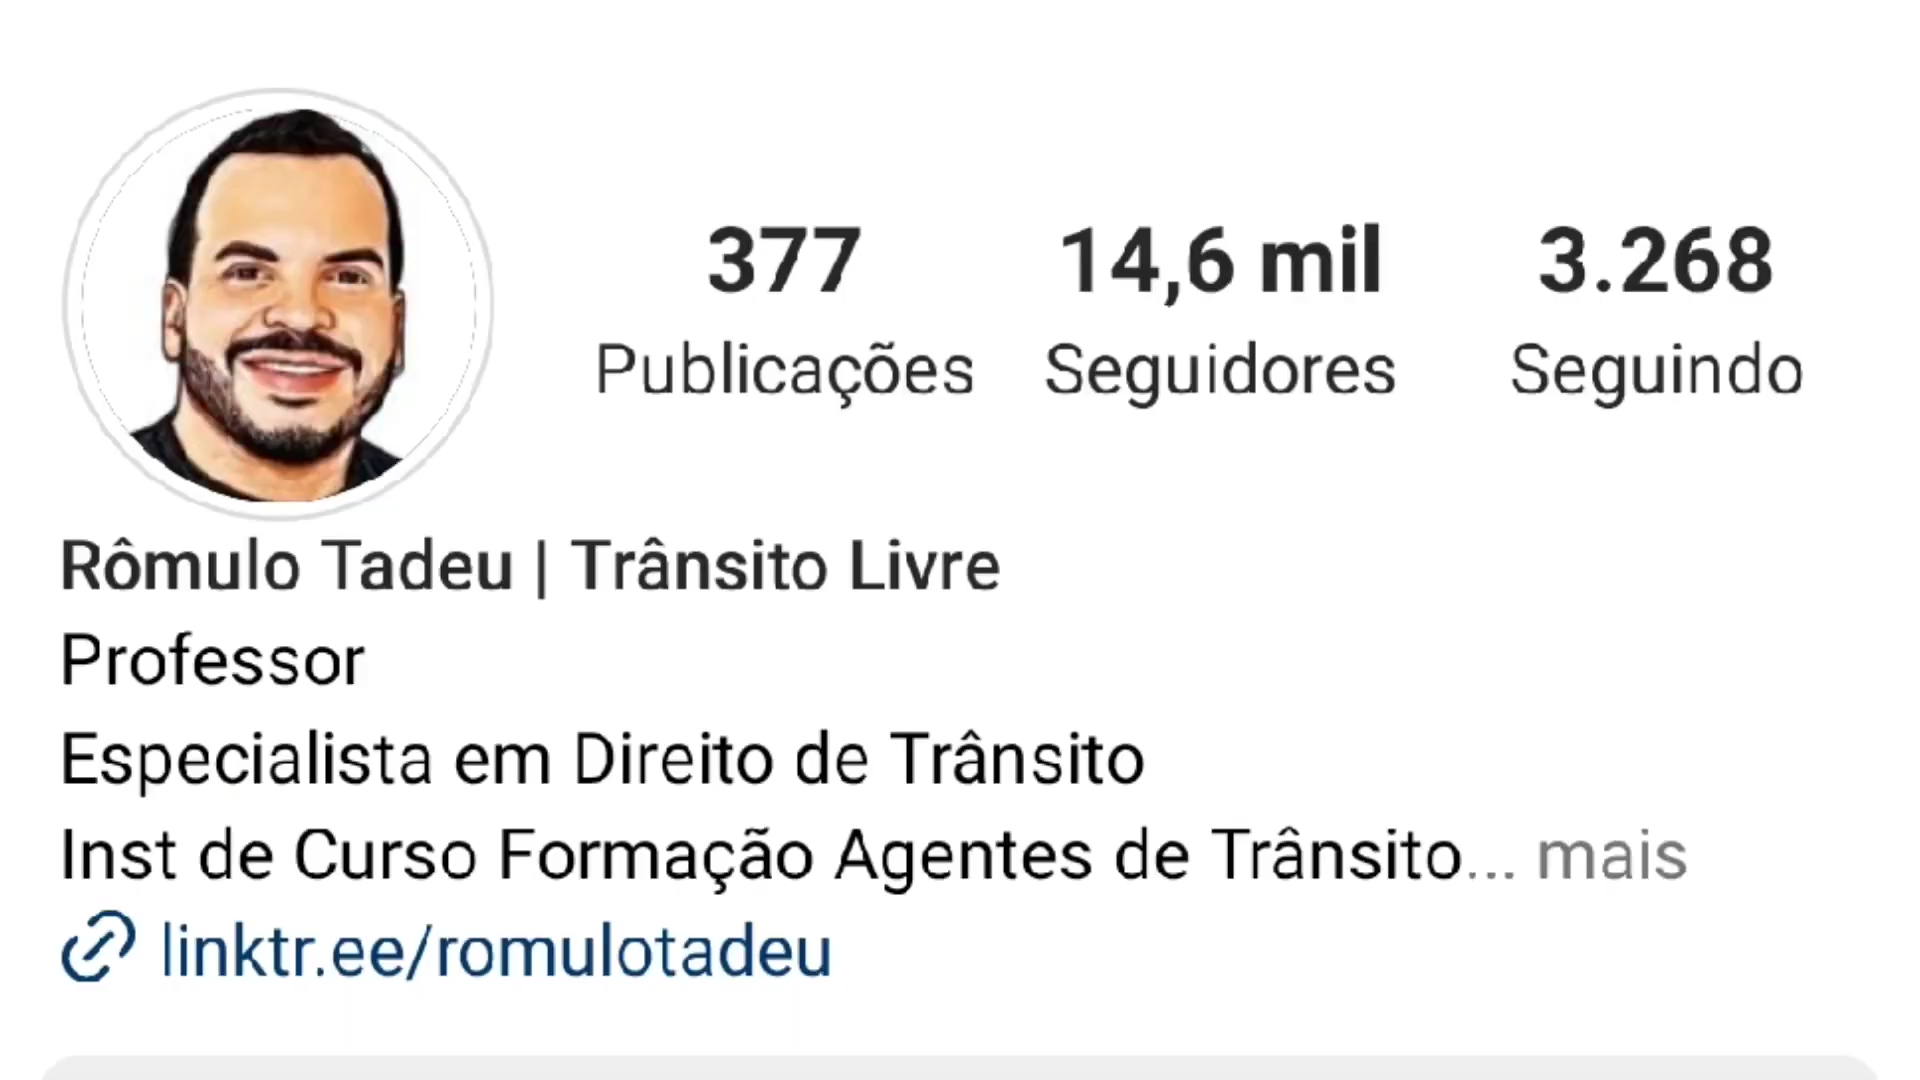 377 14,6 mil 3.268
Publicações Seguidores Seguindo
Rômulo Tadeu | Trânsito Livre
Professor
Especialista em Direito de Trânsito
Inst de Curso Formação Agentes de Trânsito... mais
linktr.ee/romulotadeu